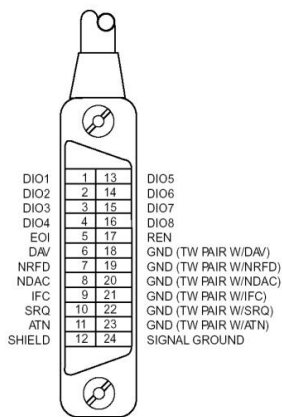 DIO1 1 13 DIO5
DIO2 2 14 DIO6
DIO3 3 15 DIO7
DIO4 4 16 DIO8
EOI 5 17 REN
DAV 6 18 GND (TW PAIR W/DAV)
NRFD 7 19 GND (TW PAIR W/NRFD)
NDAC 8 20 GND (TW PAIR W/NDAC)
IFC 9 21 GND (TW PAIR W/IFC)
SRQ 10 22 GND (TW PAIR W/SRQ)
ATN 11 23 GND (TW PAIR W/ATN)
SHIELD 12 24 SIGNAL GROUND